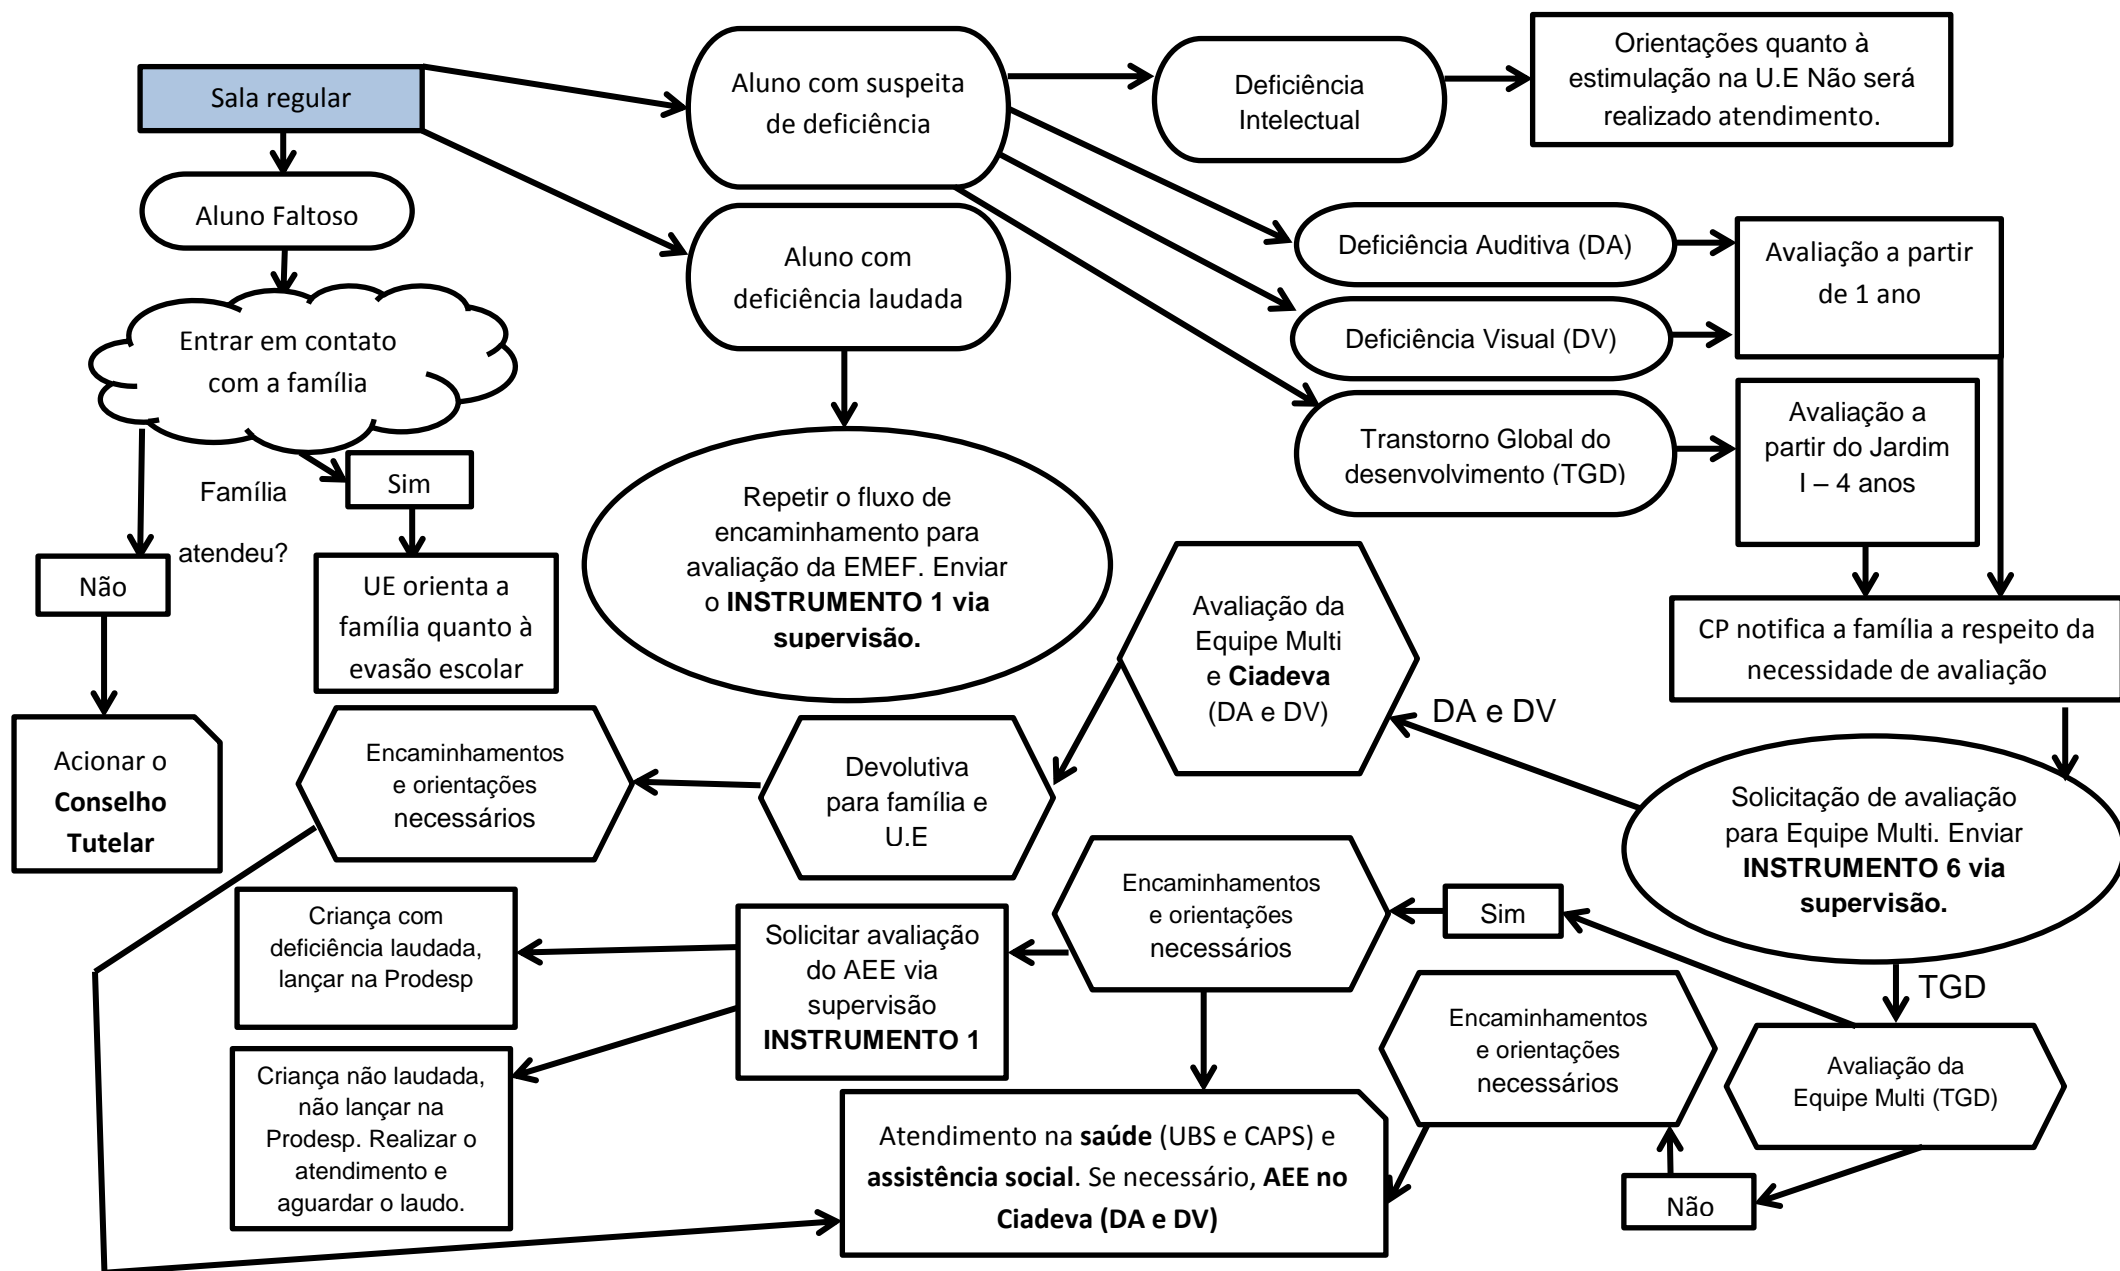 Sala regular
Aluno Faltoso
Entrar em contato
com a família
Família
atendeu?
Sim
Não
UE orienta a
família quanto à
evasão escolar
Acionar o
Conselho
Tutelar
Aluno com suspeita
de deficiência
Aluno com
deficiência laudada
Repetir o fluxo de
encaminhamento para
avaliação da EMEF. Enviar
o INSTRUMENTO 1 via
supervisão.
Deficiência
Intelectual
Orientações quanto à
estimulação na U.E Não será
realizado atendimento.
Deficiência Auditiva (DA)
Deficiência Visual (DV)
Transtorno Global do
desenvolvimento (TGD)
Avaliação a partir
de 1 ano
Avaliação a
partir do Jardim
I – 4 anos
CP notifica a família a respeito da
necessidade de avaliação
Solicitação de avaliação
para Equipe Multi. Enviar
INSTRUMENTO 6 via
supervisão.
DA e DV
Avaliação da
Equipe Multi
e Ciadeva
(DA e DV)
Devolutiva
para família e
U.E
Encaminhamentos
e orientações
necessários
TGD
Avaliação da
Equipe Multi (TGD)
Sim
Encaminhamentos
e orientações
necessários
Solicitar avaliação
do AEE via
supervisão
INSTRUMENTO 1
Criança com
deficiência laudada,
lançar na Prodesp
Criança não laudada,
não lançar na
Prodesp. Realizar o
atendimento e
aguardar o laudo.
Não
Encaminhamentos
e orientações
necessários
Atendimento na saúde (UBS e CAPS) e
assistência social. Se necessário, AEE no
Ciadeva (DA e DV)